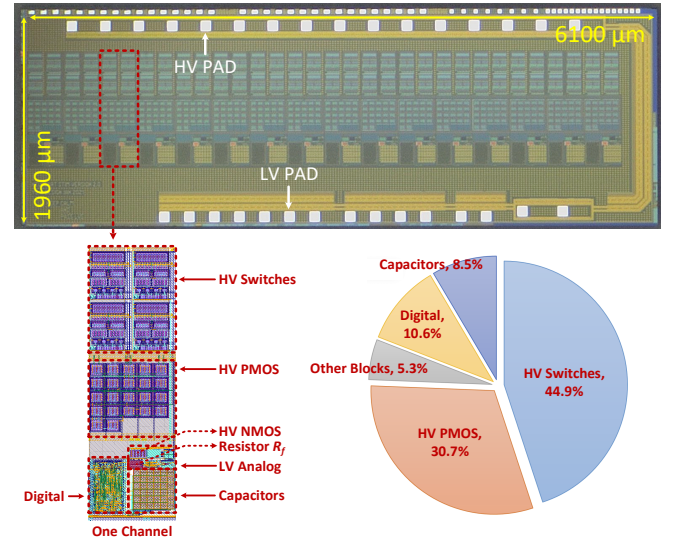 6100 μm
HV PAD
LV PAD
1960 μm
HV Switches
HV PMOS
HV NMOS
Resistor Rf
LV Analog
Digital
Capacitors
One Channel
Capacitors, 8.5%
Digital,
10.6%
Other Blocks, 5.3%
HV Switches,
44.9%
HV PMOS,
30.7%